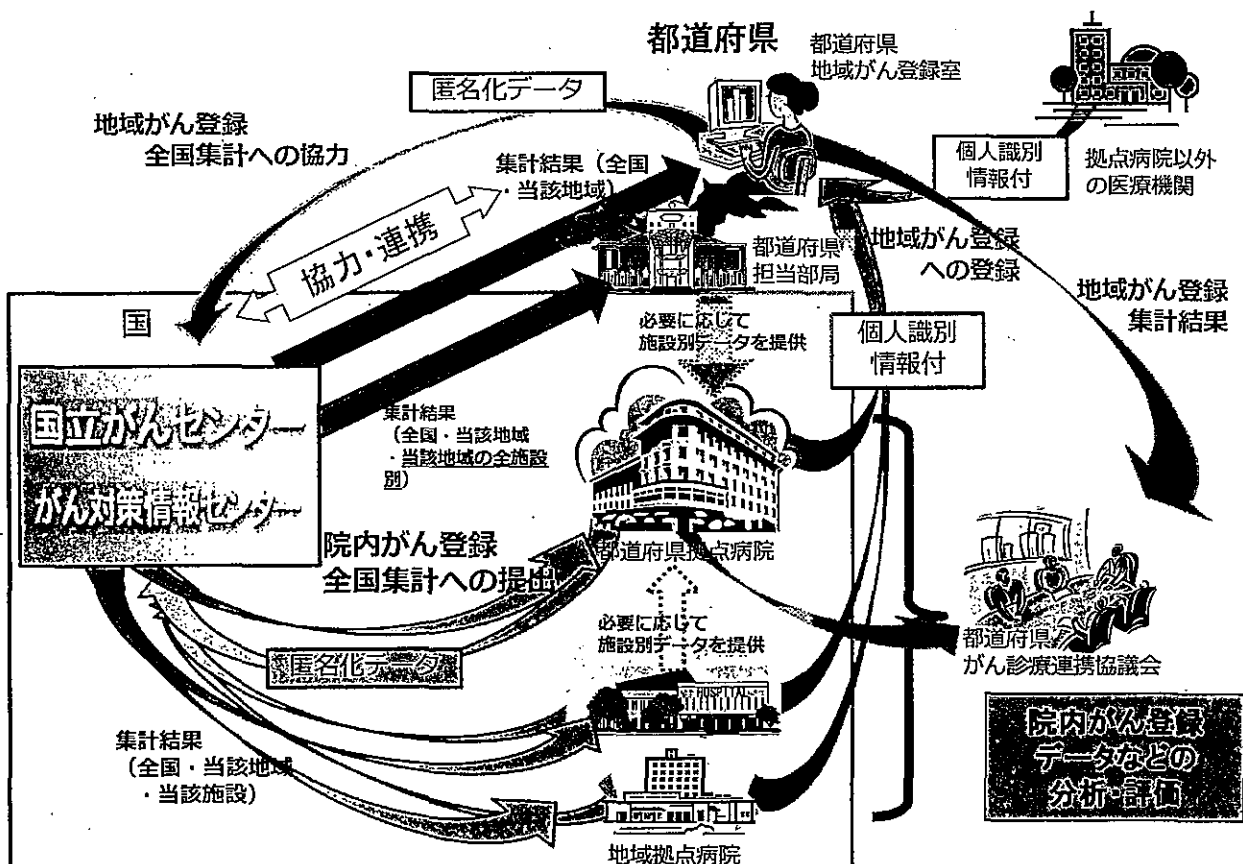 都道府県
都道府県
地域がん登録室
匿名化データ
地域がん登録
全国集計への協力
集計結果（全国
・当該地域）
個人識別
情報付
拠点病院以外
の医療機関
協力・連携
都道府県
担当部局
地域がん登録
への登録
地域がん登録
集計結果
国
必要に応じて
施設別データを提供
個人識別
情報付
国立がんセンター
がん対策情報センター
集計結果
（全国・当該地域
・当該地域の全施設
別）
都道府県拠点病院
院内がん登録
全国集計への提出
必要に応じて
施設別データを提供
匿名化データ
都道府県
がん診療連携協議会
HOSPITAL
集計結果
（全国・当該地域
・当該施設）
院内がん登録
データなどの
分析・評価
地域拠点病院